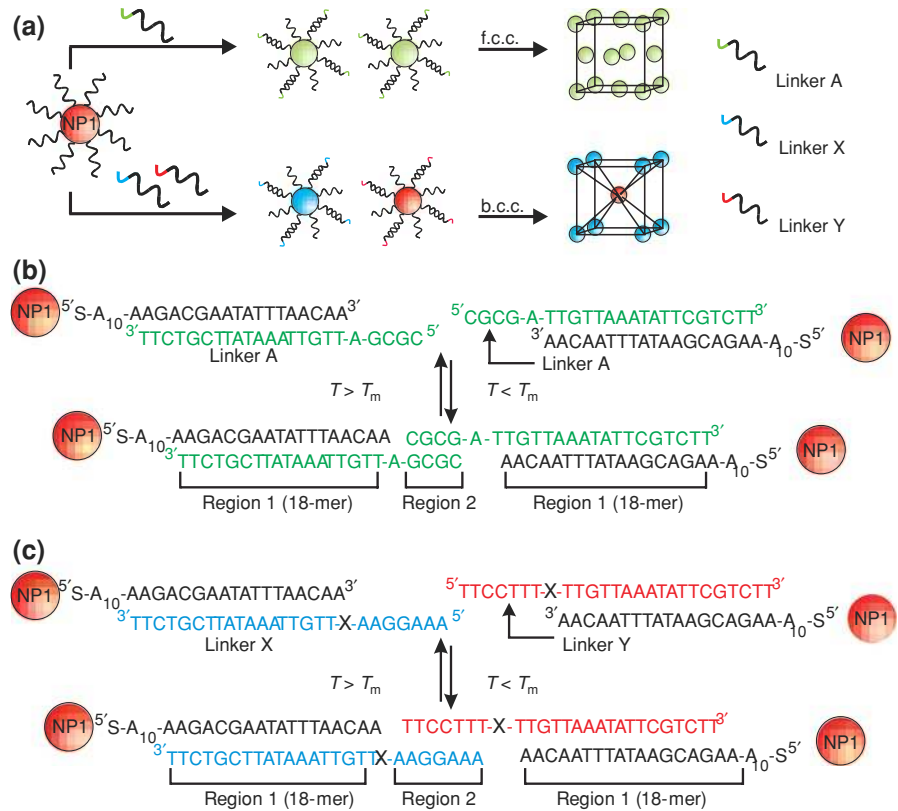 (a)
NP1
f.c.c.
b.c.c.
Linker A
Linker X
Linker Y
(b)
NP1 5′S-A10-AAGACGAATATTTAACAA3′
3′TTCTGCTTATAAATTGTT-A-GCGC5′
Linker A
5′CGCG-A-TTGTTAAATATTCGTCTT3′
3′AACAATTTATAAGCAGAA-A10-S5′ NP1
Linker A
T > Tm T < Tm
NP1 5′S-A10-AAGACGAATATTTAACAA CGCG-A-TTGTTAAATATTCGTCTT3′
3′TTCTGCTTATAAATTGTT-A-GCGC AACAATTTATAAGCAGAA-A10-S5′ NP1
Region 1 (18-mer) Region 2 Region 1 (18-mer)
(c)
NP1 5′S-A10-AAGACGAATATTTAACAA3′
3′TTCTGCTTATAAATTGTT-X-AAGGAAA5′
Linker X
5′TTCCTTT-X-TTGTTAAATATTCGTCTT3′
3′AACAATTTATAAGCAGAA-A10-S5′ NP1
Linker Y
T > Tm T < Tm
NP1 5′S-A10-AAGACGAATATTTAACAA TTCCTTT-X-TTGTTAAATATTCGTCTT3′
3′TTCTGCTTATAAATTGTTX-AAGGAAA AACAATTTATAAGCAGAA-A10-S5′ NP1
Region 1 (18-mer) Region 2 Region 1 (18-mer)